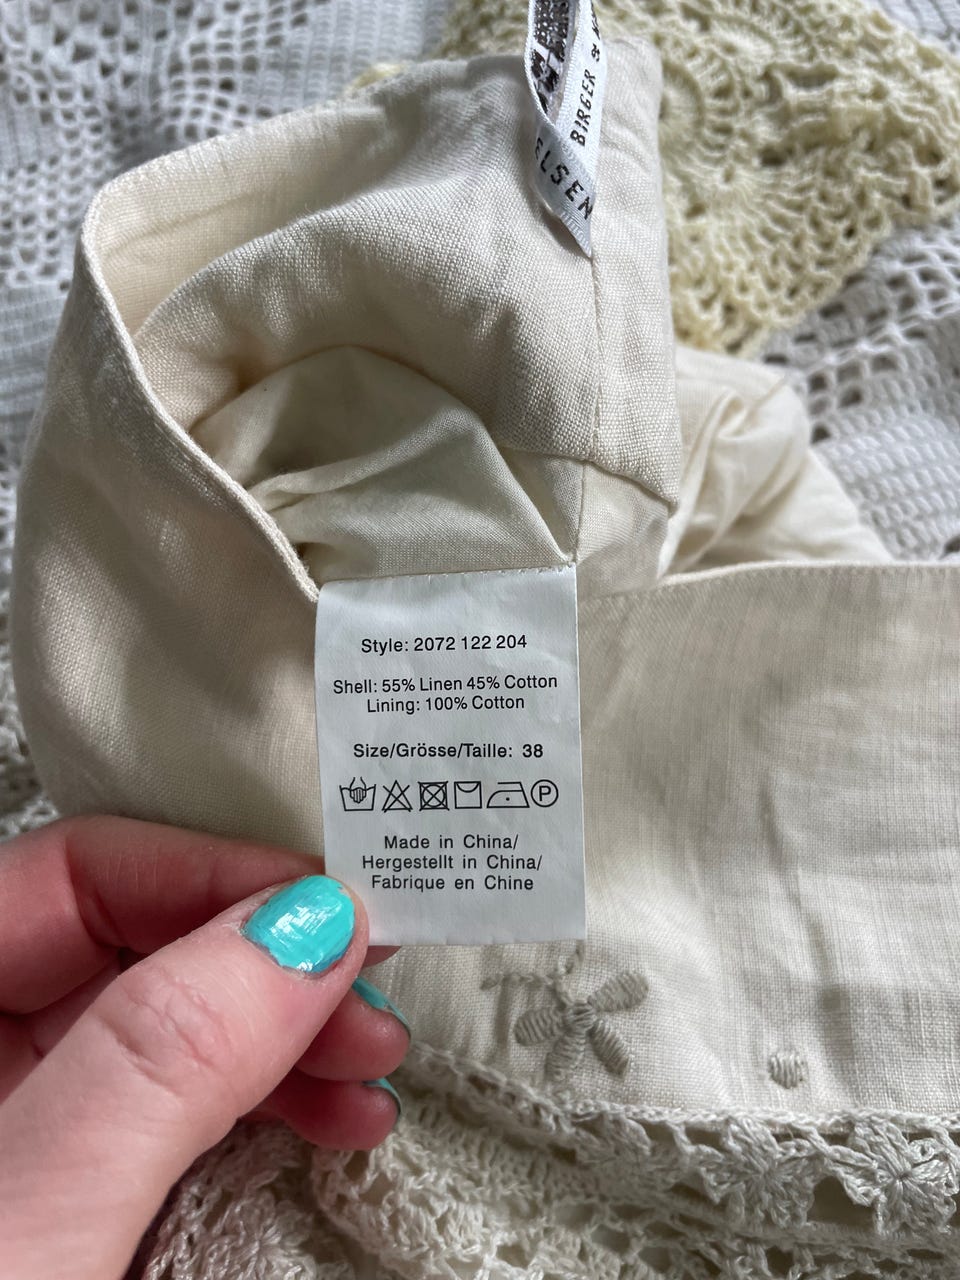 BIRGER &
ELSEN
Style: 2072 122 204
Shell: 55% Linen 45% Cotton
Lining: 100% Cotton
Size/Grösse/Taille: 38
P
Made in China/
Hergestellt in China/
Fabrique en Chine